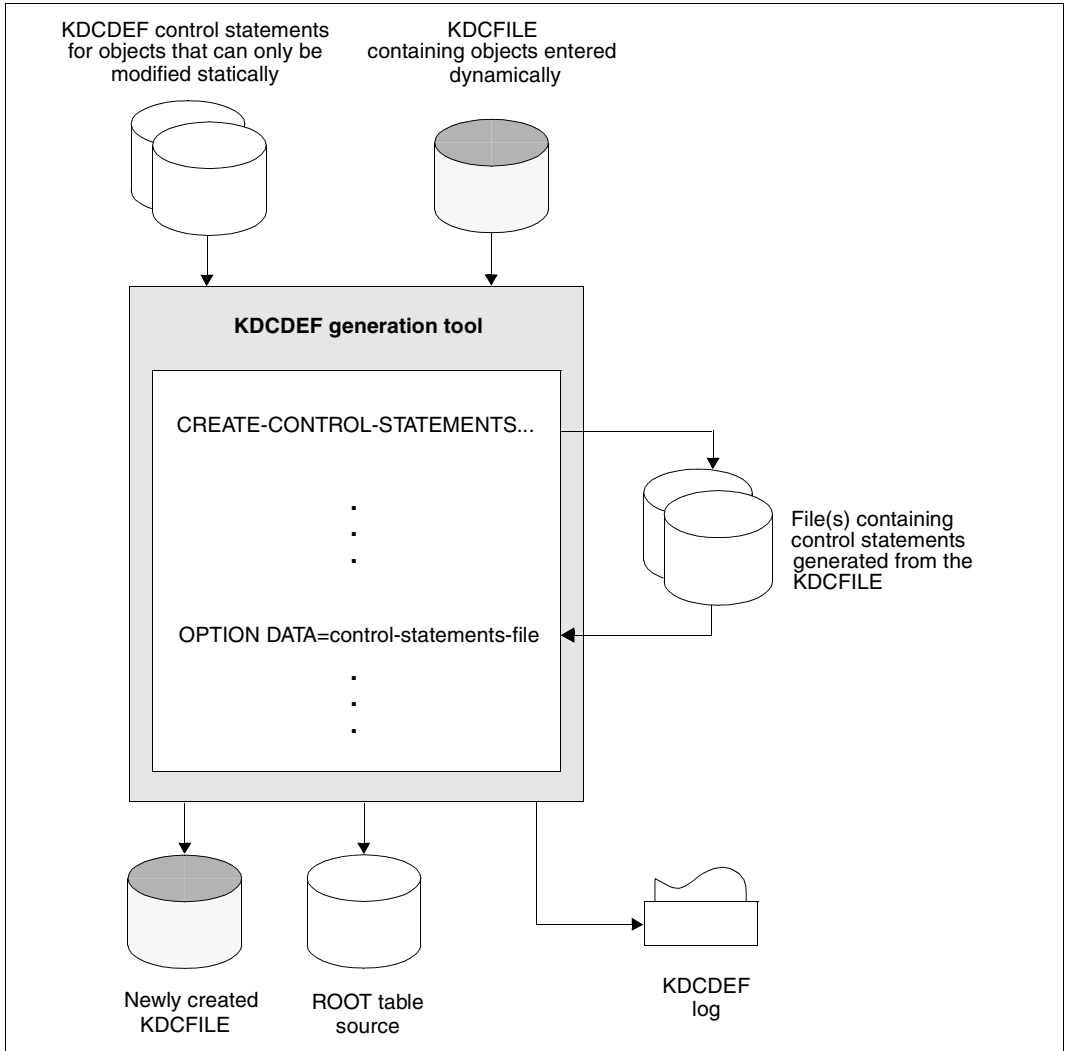 KDCDEF control statements
for objects that can only be
modified statically
KDCFILE
containing objects entered
dynamically
KDCDEF generation tool
CREATE-CONTROL-STATEMENTS...
.
.
.
File(s) containing
control statements
generated from the
KDCFILE
OPTION DATA=control-statements-file
.
.
.
Newly created
KDCFILE
ROOT table
source
KDCDEF
log